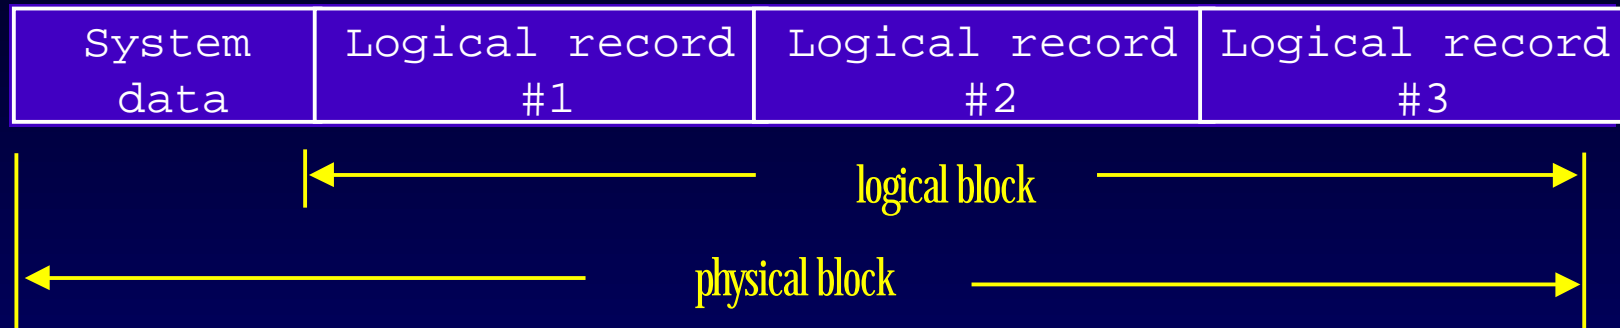 System data
Logical record #1
Logical record #2
Logical record #3
logical block
physical block